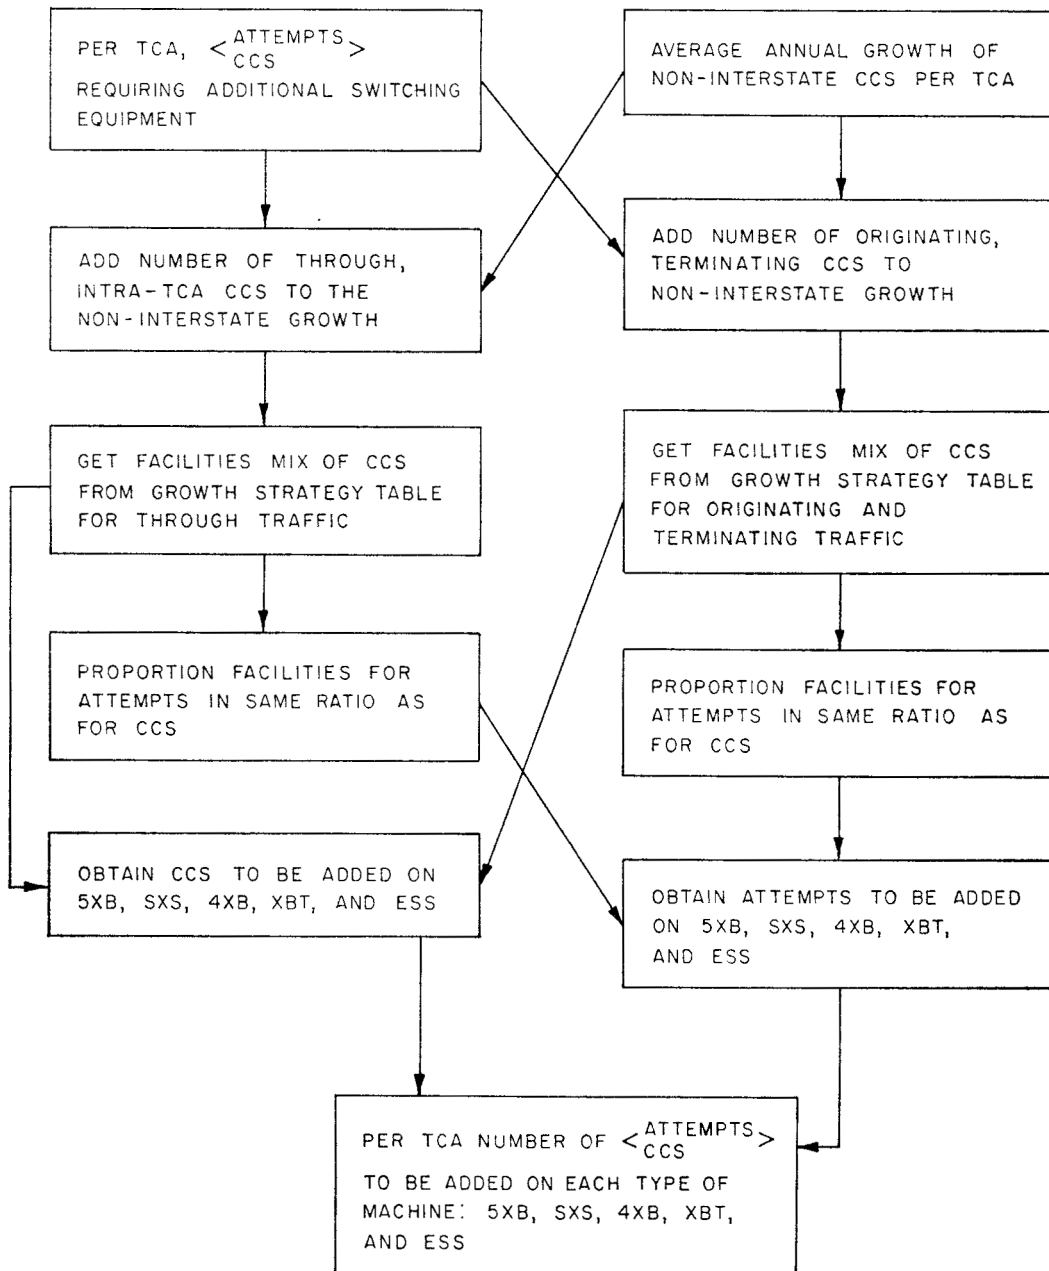 PER TCA, <ATTEMPTS
CCS>
REQUIRING ADDITIONAL SWITCHING
EQUIPMENT
AVERAGE ANNUAL GROWTH OF
NON-INTERSTATE CCS PER TCA
ADD NUMBER OF THROUGH,
INTRA-TCA CCS TO THE
NON-INTERSTATE GROWTH
ADD NUMBER OF ORIGINATING,
TERMINATING CCS TO
NON-INTERSTATE GROWTH
GET FACILITIES MIX OF CCS
FROM GROWTH STRATEGY TABLE
FOR THROUGH TRAFFIC
GET FACILITIES MIX OF CCS
FROM GROWTH STRATEGY TABLE
FOR ORIGINATING AND
TERMINATING TRAFFIC
PROPORTION FACILITIES FOR
ATTEMPTS IN SAME RATIO AS
FOR CCS
PROPORTION FACILITIES FOR
ATTEMPTS IN SAME RATIO AS
FOR CCS
OBTAIN CCS TO BE ADDED ON
5XB, SXS, 4XB, XBT, AND ESS
OBTAIN ATTEMPTS TO BE ADDED
ON 5XB, SXS, 4XB, XBT,
AND ESS
PER TCA NUMBER OF <ATTEMPTS
CCS>
TO BE ADDED ON EACH TYPE OF
MACHINE: 5XB, SXS, 4XB, XBT,
AND ESS